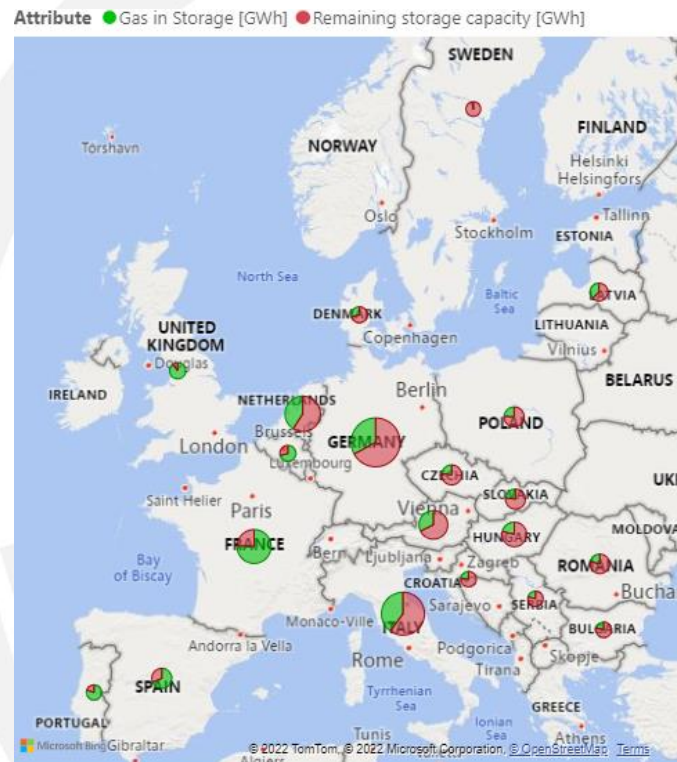 Attribute Gas in Storage [GWh] Remaining storage capacity [GWh]
SWEDEN
FINLAND
Tórshavn
NORWAY
Helsinki
Helsingfors
Oslo
Tallinn
Stockholm
ESTONIA
North Sea
Baltic
Sea
LATVIA
DENMARK
UNITED
KINGDOM
Copenhagen
LITHUANIA
Vilnius
Douglas
BELARUS
IRELAND
NETHERLANDS
Berlin
POLAND
London
Brussels
GERMANY
Luxembourg
CZECHIA
UKI
Saint Helier
Paris
SLOVAKIA
Vienna
MOLDOVA
FRANCE
Bern
HUNGARY
Bay
of Biscay
Ljubljana
Zagreb
ROMANIA
CROATIA
Bucha
Monaco-Ville
Sarajevo
SERBIA
ITALY
BULGARIA
Andorra la Vella
Podgorica
Skopje
Rome
Tirana
SPAIN
Tyrrhenian
Sea
GREECE
PORTUGAL
Ionian
Sea
Athens
Microsoft Bing
Gibraltar
Tunis
© 2022 TomTom, © 2022 Microsoft Corporation, © OpenStreetMap Terms